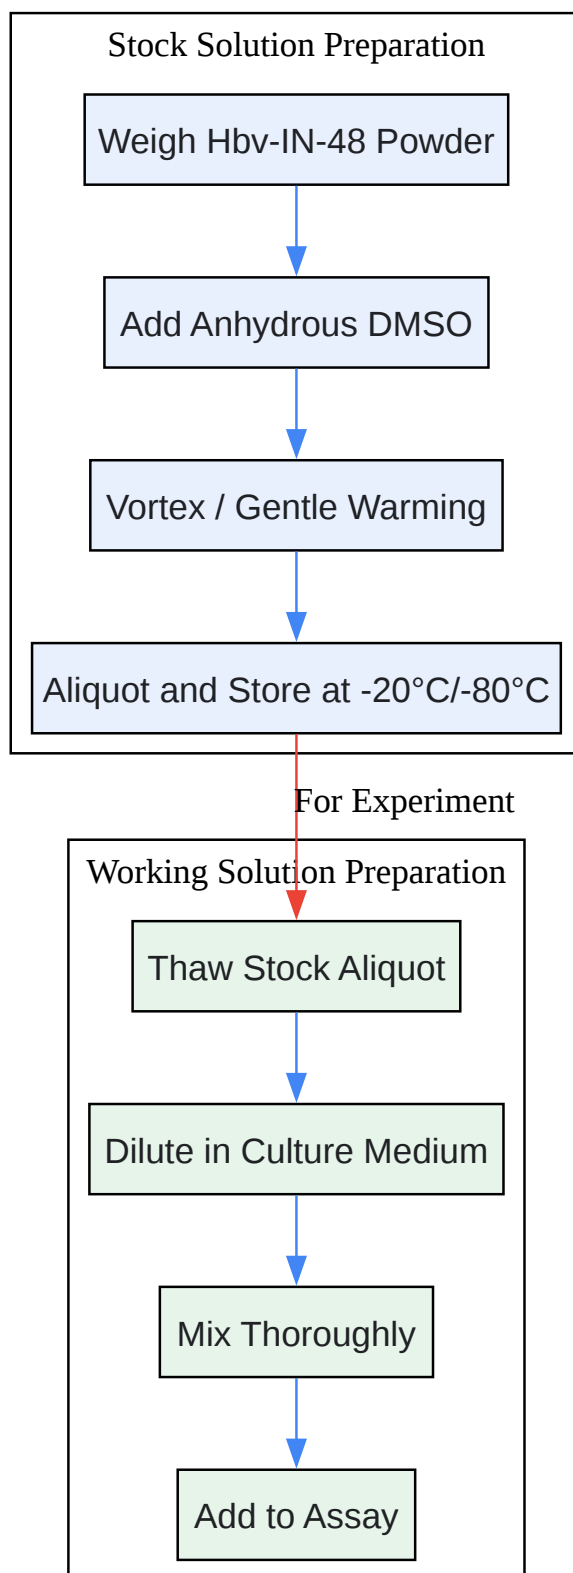 Stock Solution Preparation
Weigh Hbv-IN-48 Powder
Add Anhydrous DMSO
Vortex / Gentle Warming
Aliquot and Store at -20°C/-80°C
For Experiment
Working Solution Preparation
Thaw Stock Aliquot
Dilute in Culture Medium
Mix Thoroughly
Add to Assay